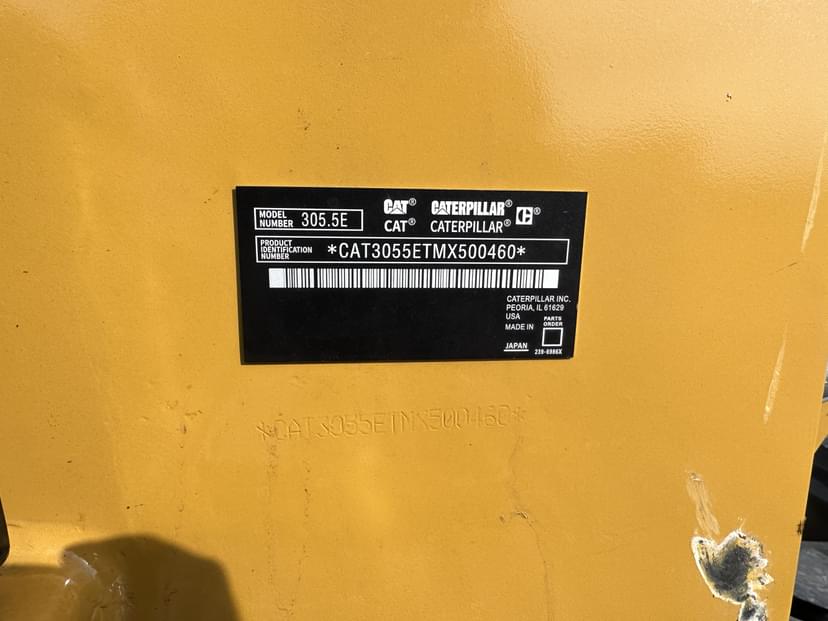 MODEL NUMBER 305.5E
CAT® CATERPILLAR® C®
CAT® CATERPILLAR®
PRODUCT IDENTIFICATION NUMBER *CAT3055ETMX500460*
CATERPILLAR INC.
PEORIA, IL 61629
USA
MADE IN
JAPAN
PARTS ORDER
239-6986X
*CAT3055ETMX500460*